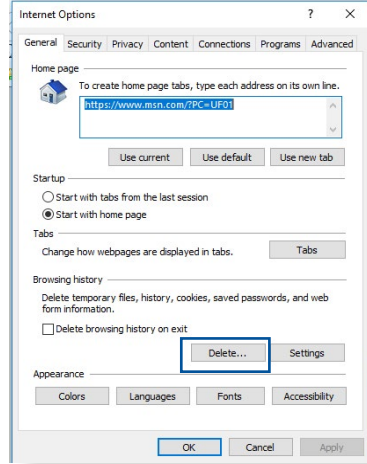 Internet Options ? X
General Security Privacy Content Connections Programs Advanced
Home page
To create home page tabs, type each address on its own line.
https://www.msn.com/?PC=UF01
Use current Use default Use new tab
Startup
Start with tabs from the last session
Start with home page
Tabs
Change how webpages are displayed in tabs. Tabs
Browsing history
Delete temporary files, history, cookies, saved passwords, and web
form information.
Delete browsing history on exit
Delete... Settings
Appearance
Colors Languages Fonts Accessibility
OK Cancel Apply